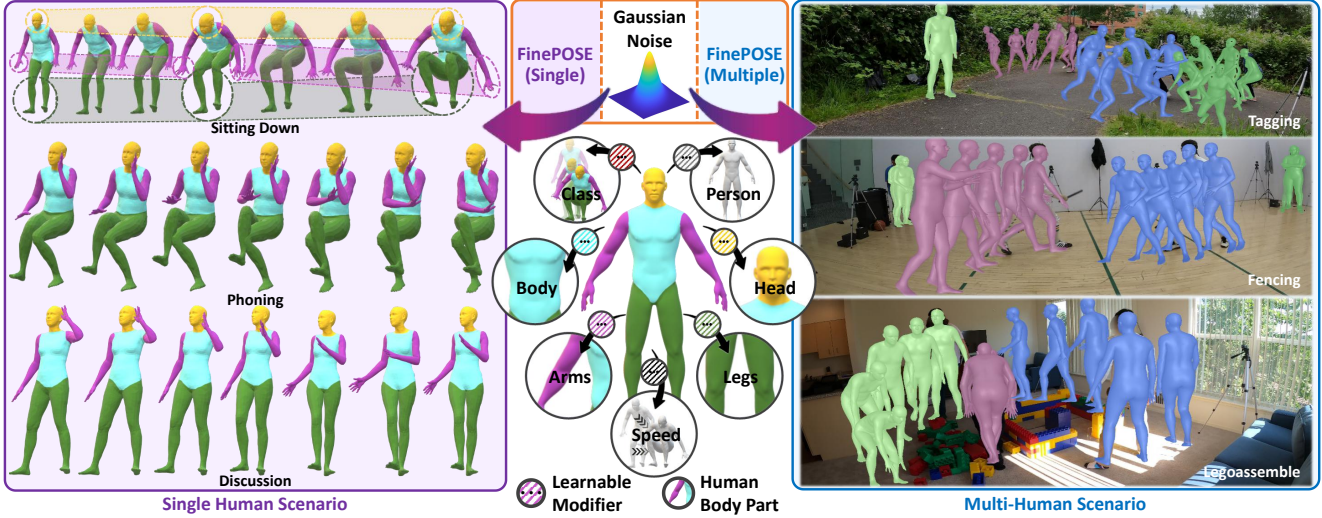 Sitting Down
Phoning
Discussion
Single Human Scenario
FinePOSE
(Single)
Gaussian
Noise
FinePOSE
(Multiple)
Class
Person
Body
Head
Arms
Legs
Speed
Learnable
Modifier
Human
Body Part
Tagging
Fencing
Legoassemble
Multi-Human Scenario